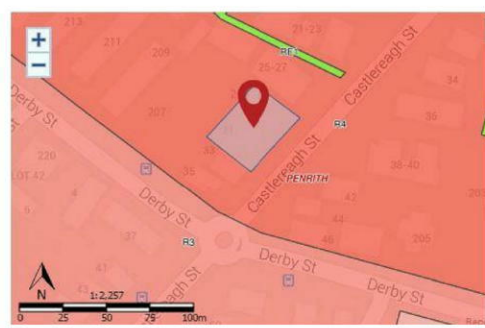 213
211
209
21-23
RE1
25-27
Castlereagh St
34
207
R4
36
Derby St
33
35
PENRITH
38-40
220
LOT 42
Castlereagh St
42
203
6
4
Derby St
44
37
R3
46
205
Derby St
43
41
Derby St
N
1:2,257
0 25 50 75 100m